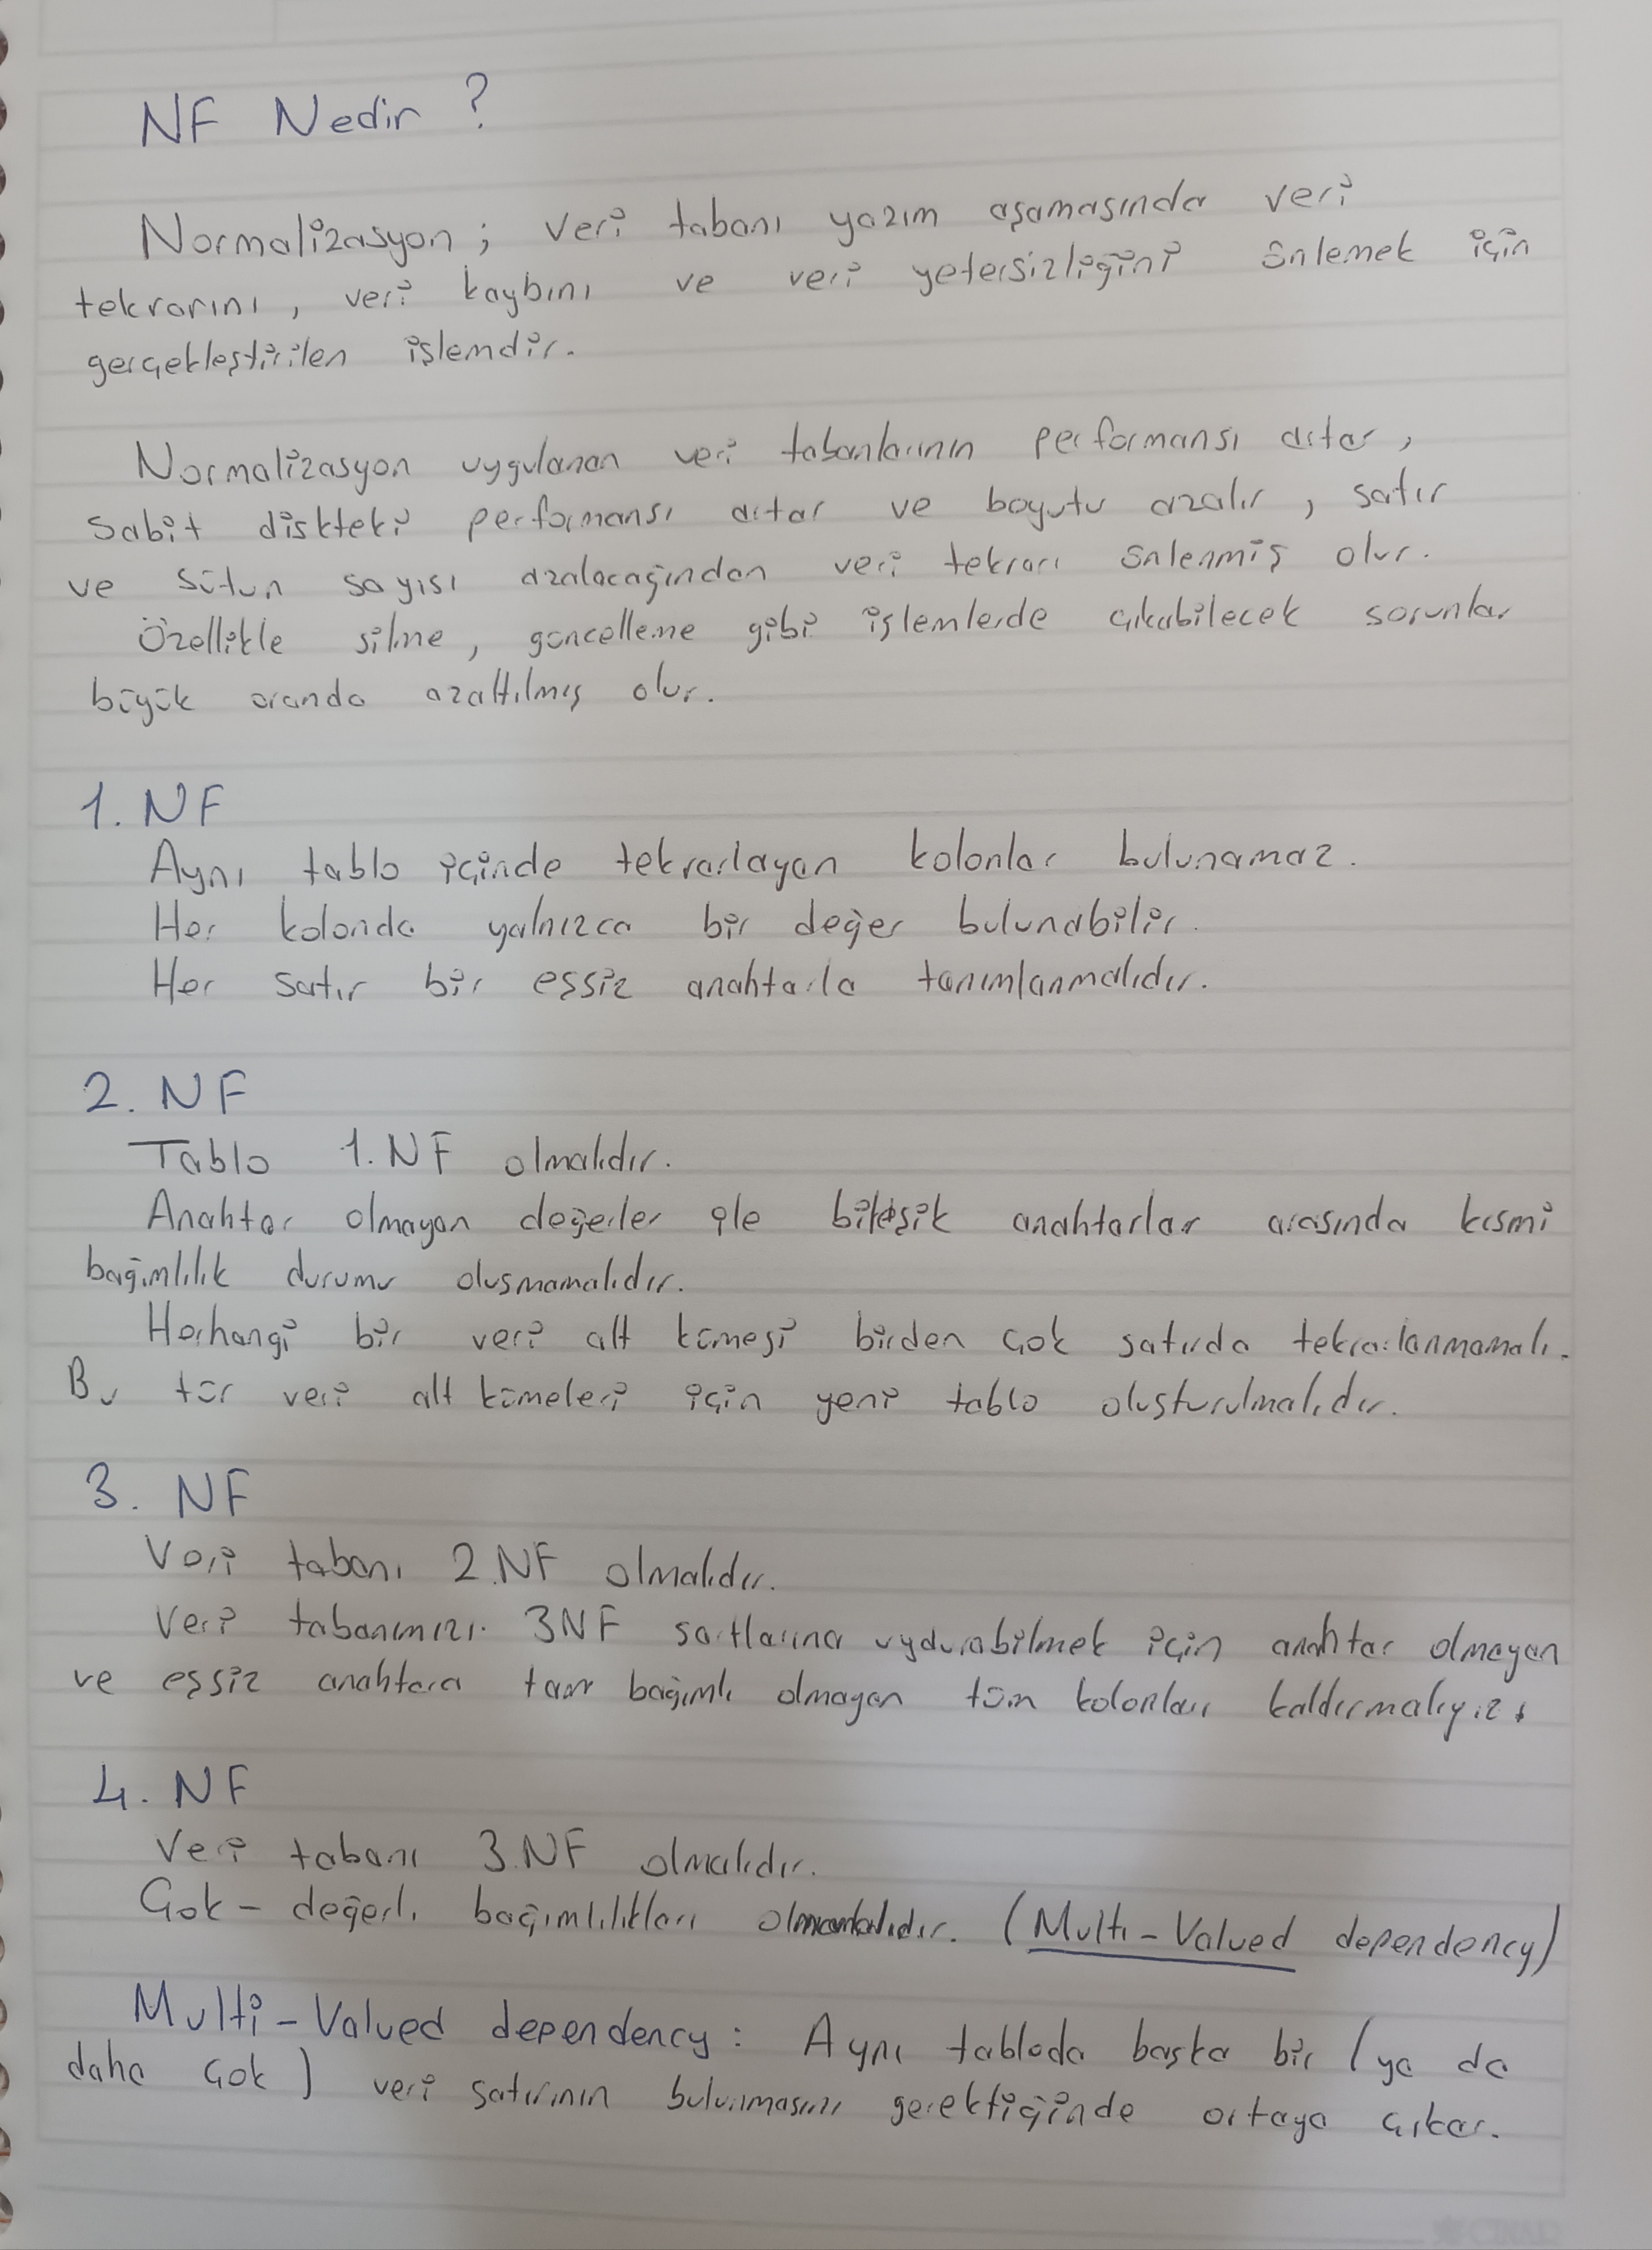 NF Nedir ?
Normalizasyon ; veri tabanı yazım aşamasında veri
tekrarını , veri kaybını ve veri yetersizliğini önlemek için
gerçekleştirilen işlemdir.
Normalizasyon uygulanan veri tabanlarının performansı artar ,
Sabit diskteki performansı artar ve boyutu azalır , satır
ve sütun sayısı azalacağından veri tekrarı önlenmiş olur.
Özellikle silme , güncelleme gibi işlemlerde çıkabilecek sorunlar
büyük oranda azaltılmış olur.
1. NF
Aynı tablo içinde tekrarlayan kolonlar bulunamaz.
Her kolonda yalnızca bir değer bulunabilir.
Her satır bir eşsiz anahtarla tanımlanmalıdır.
2. NF
Tablo 1. NF olmalıdır.
Anahtar olmayan değerler ile bileşik anahtarlar arasında kısmi
bağımlılık durumu oluşmamalıdır.
Herhangi bir veri alt kümesi birden çok satırda tekrarlanmamalı.
Bu tür veri alt kümeleri için yeni tablo oluşturulmalıdır.
3. NF
Veri tabanı 2.NF olmalıdır.
Veri tabanımızı 3NF şartlarına uydurabilmek için anahtar olmayan
ve eşsiz anahtara tam bağımlı olmayan tüm kolonları kaldırmalıyız.
4. NF
Veri tabanı 3.NF olmalıdır.
Çok - değerli bağımlılıkları olmamalıdır. (Multi - Valued dependency)
Multi - Valued dependency : Aynı tabloda başka bir (ya da
daha çok) veri satırının bulunmasını gerektiğinde ortaya çıkar.